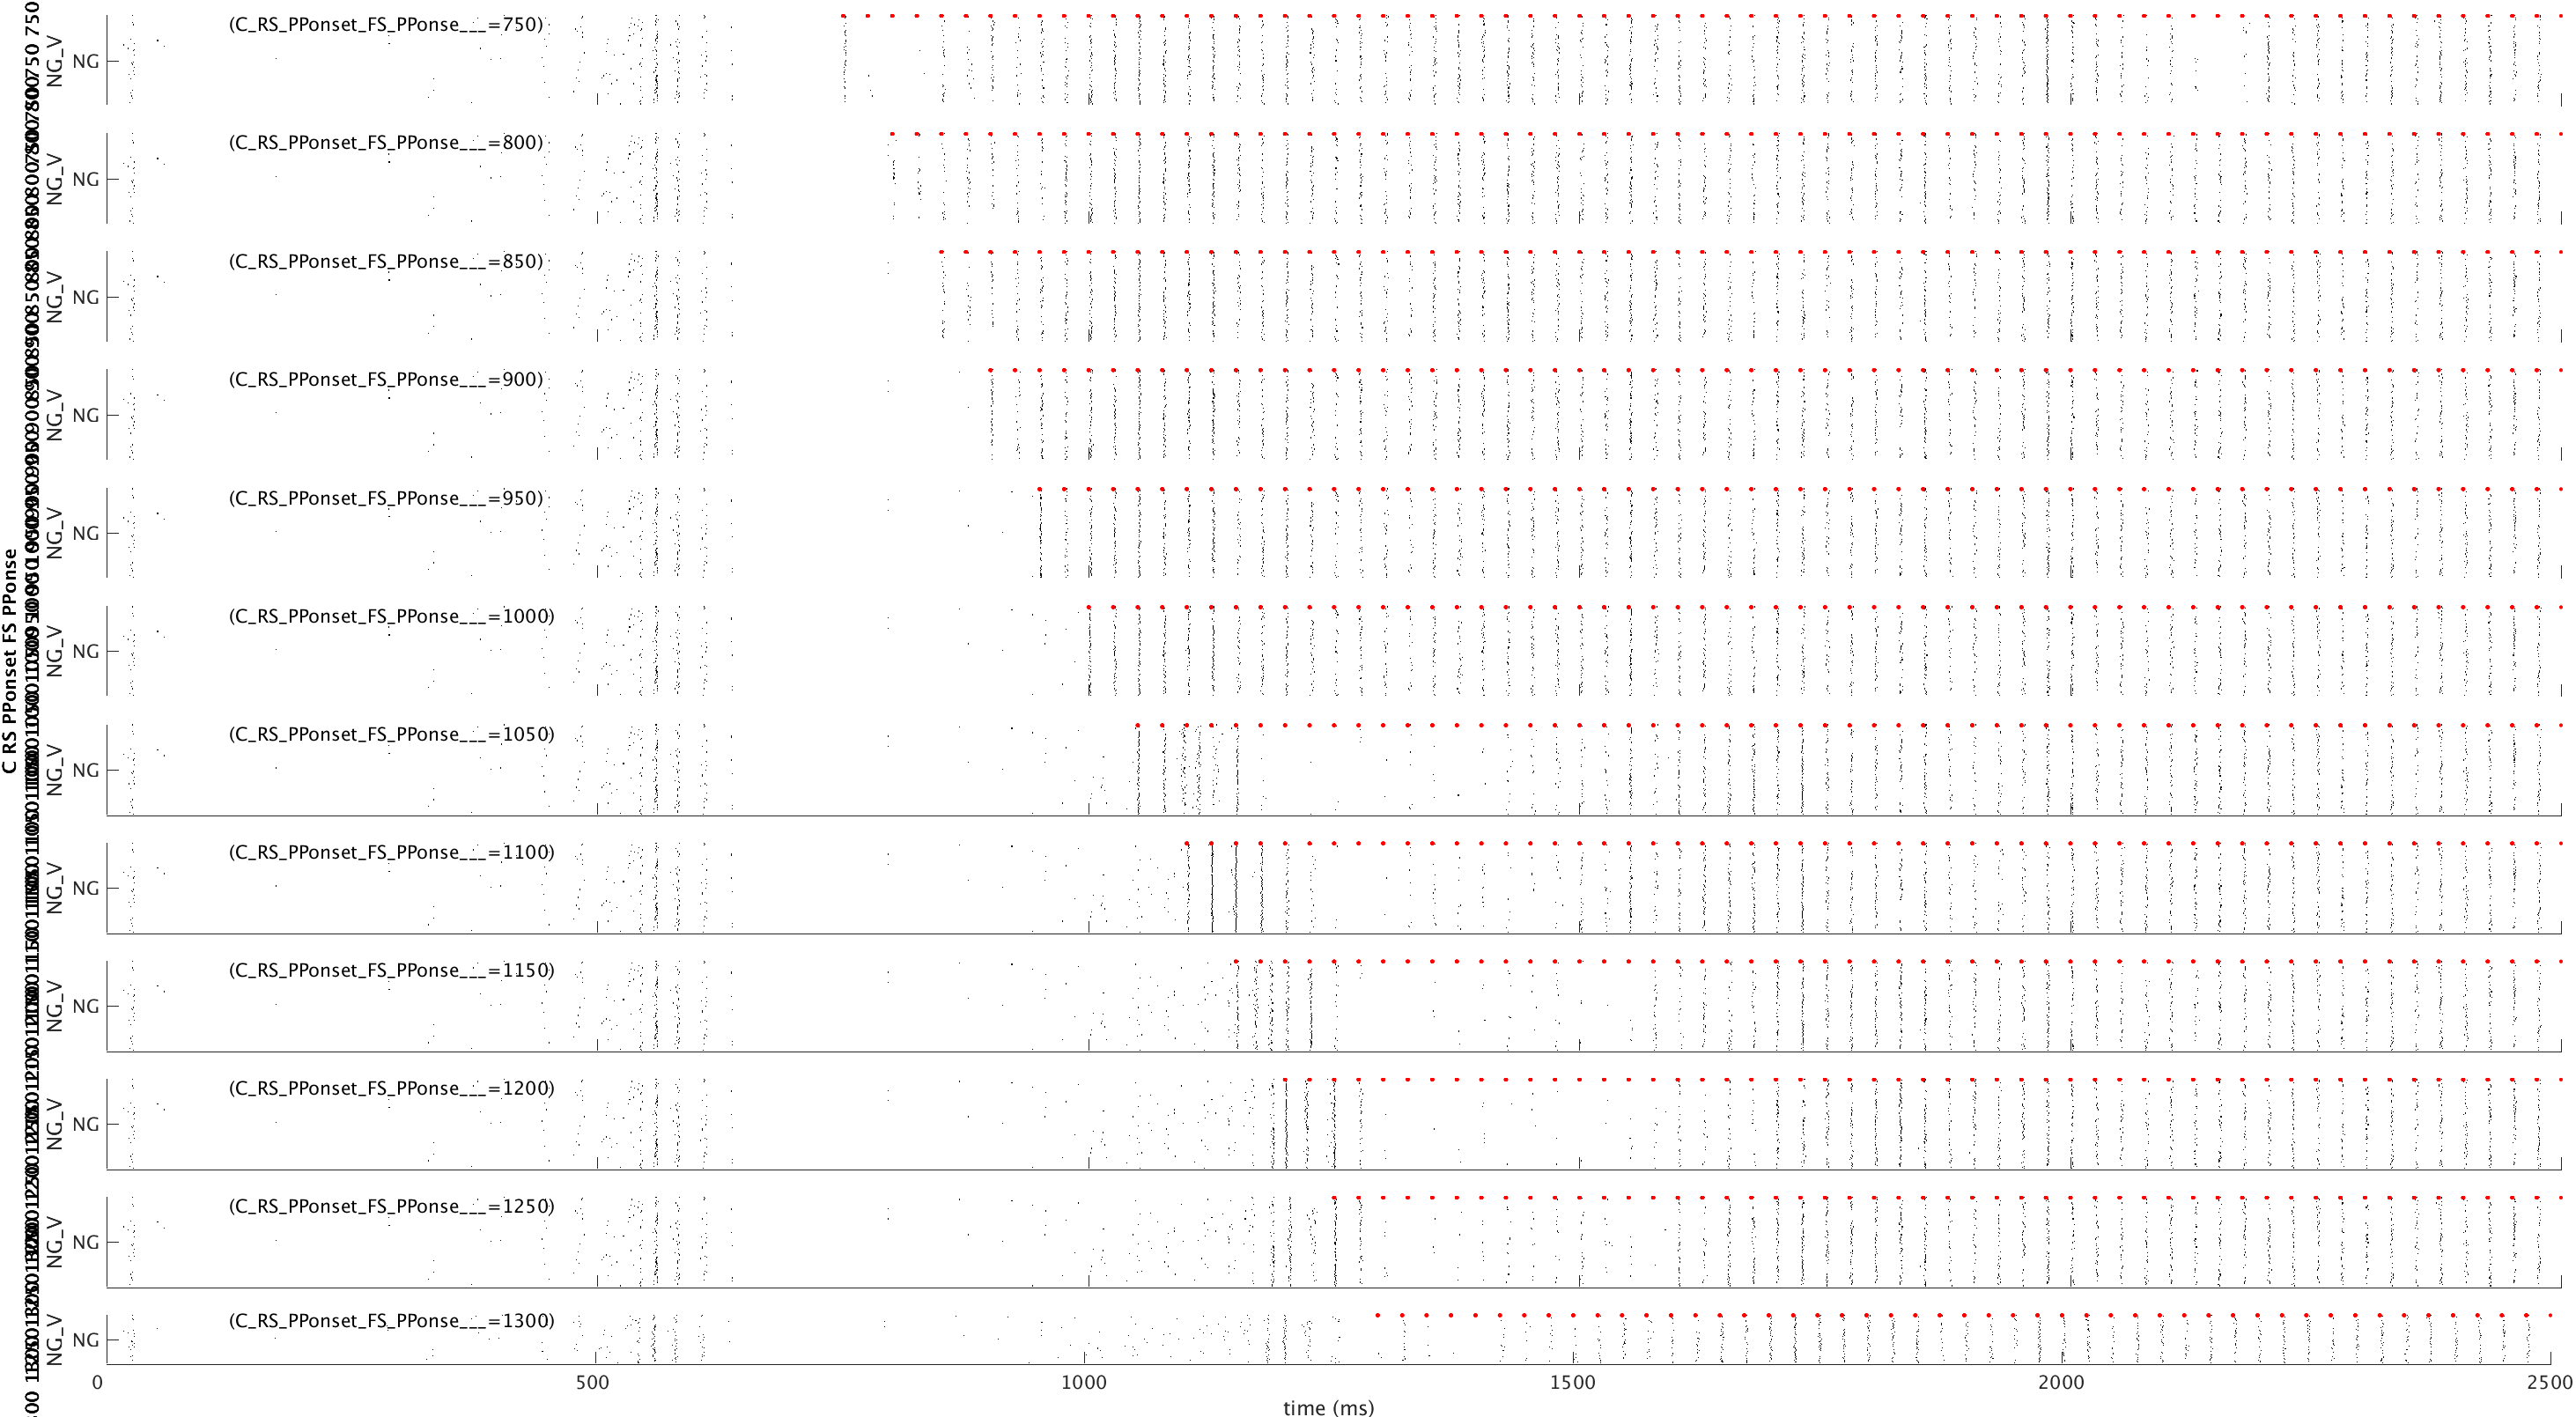 C RS PPonset FS PPonse
(C_RS_PPonset_FS_PPonse___=750)
NG_V
NG
(C_RS_PPonset_FS_PPonse___=800)
NG_V
NG
(C_RS_PPonset_FS_PPonse___=850)
NG_V
NG
(C_RS_PPonset_FS_PPonse___=900)
NG_V
NG
(C_RS_PPonset_FS_PPonse___=950)
NG_V
NG
(C_RS_PPonset_FS_PPonse___=1000)
NG_V
NG
(C_RS_PPonset_FS_PPonse___=1050)
NG_V
NG
(C_RS_PPonset_FS_PPonse___=1100)
NG_V
NG
(C_RS_PPonset_FS_PPonse___=1150)
NG_V
NG
(C_RS_PPonset_FS_PPonse___=1200)
NG_V
NG
(C_RS_PPonset_FS_PPonse___=1250)
NG_V
NG
(C_RS_PPonset_FS_PPonse___=1300)
NG_V
NG
0 500 1000 1500 2000 2500
time (ms)